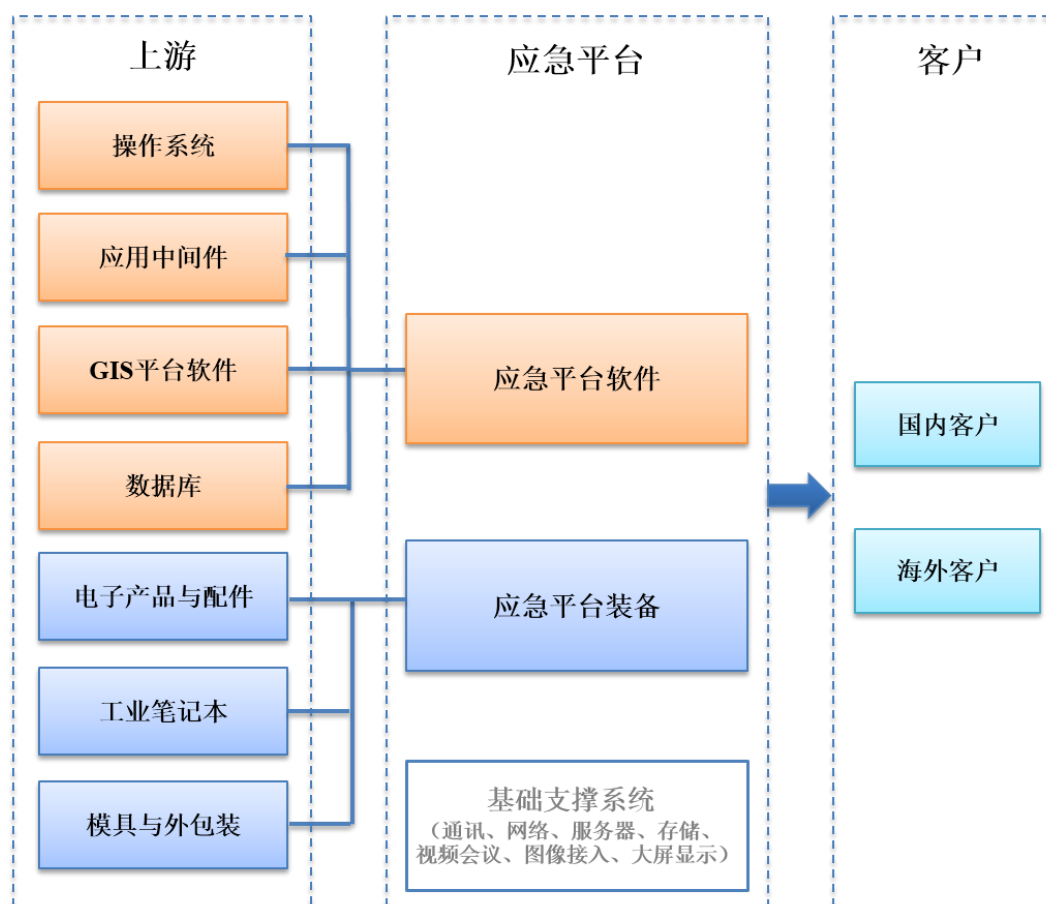 上游
操作系统
应用中间件
GIS平台软件
数据库
电子产品与配件
工业笔记本
模具与外包装
应急平台
应急平台软件
应急平台装备
基础支撑系统
（通讯、网络、服务器、存储、
视频会议、图像接入、大屏显示）
客户
国内客户
海外客户